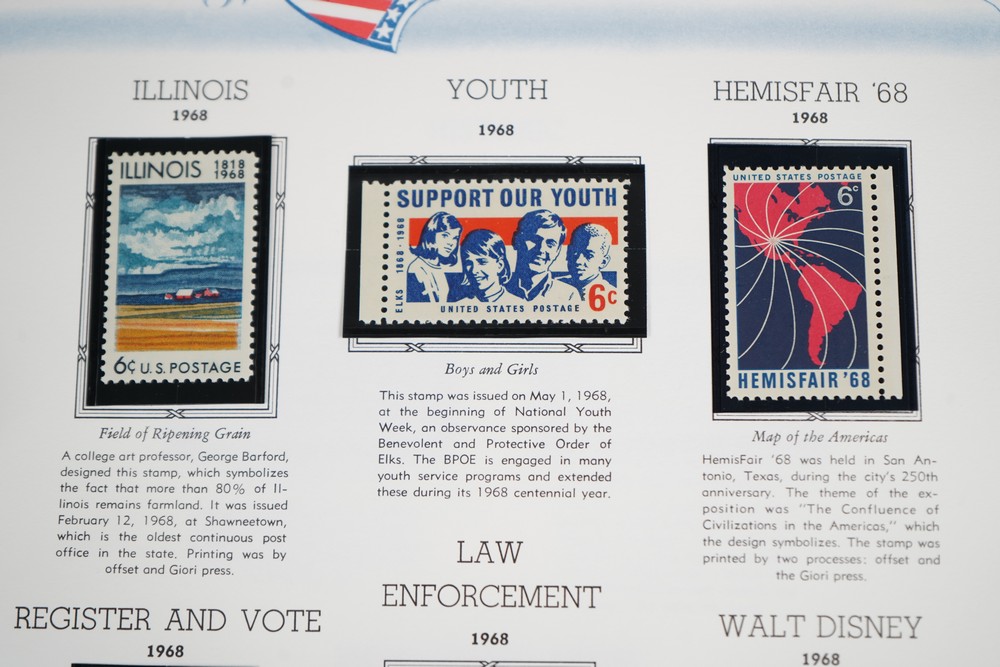 ILLINOIS
1968
ILLINOIS 1818
1968
6¢ U.S. POSTAGE
Field of Ripening Grain
A college art professor, George Barford,
designed this stamp, which symbolizes
the fact that more than 80% of Il-
linois remains farmland. It was issued
February 12, 1968, at Shawneetown,
which is the oldest continuous post
office in the state. Printing was by
offset and Giori press.
YOUTH
1968
SUPPORT OUR YOUTH
ELKS 1868-1968
6c
UNITED STATES POSTAGE
Boys and Girls
This stamp was issued on May 1, 1968,
at the beginning of National Youth
Week, an observance sponsored by the
Benevolent and Protective Order of
Elks. The BPOE is engaged in many
youth service programs and extended
these during its 1968 centennial year.
HEMISFAIR '68
1968
UNITED STATES POSTAGE
6c
HEMISFAIR '68
Map of the Americas
HemisFair '68 was held in San An-
tonio, Texas, during the city's 250th
anniversary. The theme of the ex-
position was "The Confluence of
Civilizations in the Americas," which
the design symbolizes. The stamp was
printed by two processes: offset and
the Giori press.
REGISTER AND VOTE
1968
LAW
ENFORCEMENT
1968
WALT DISNEY
1968